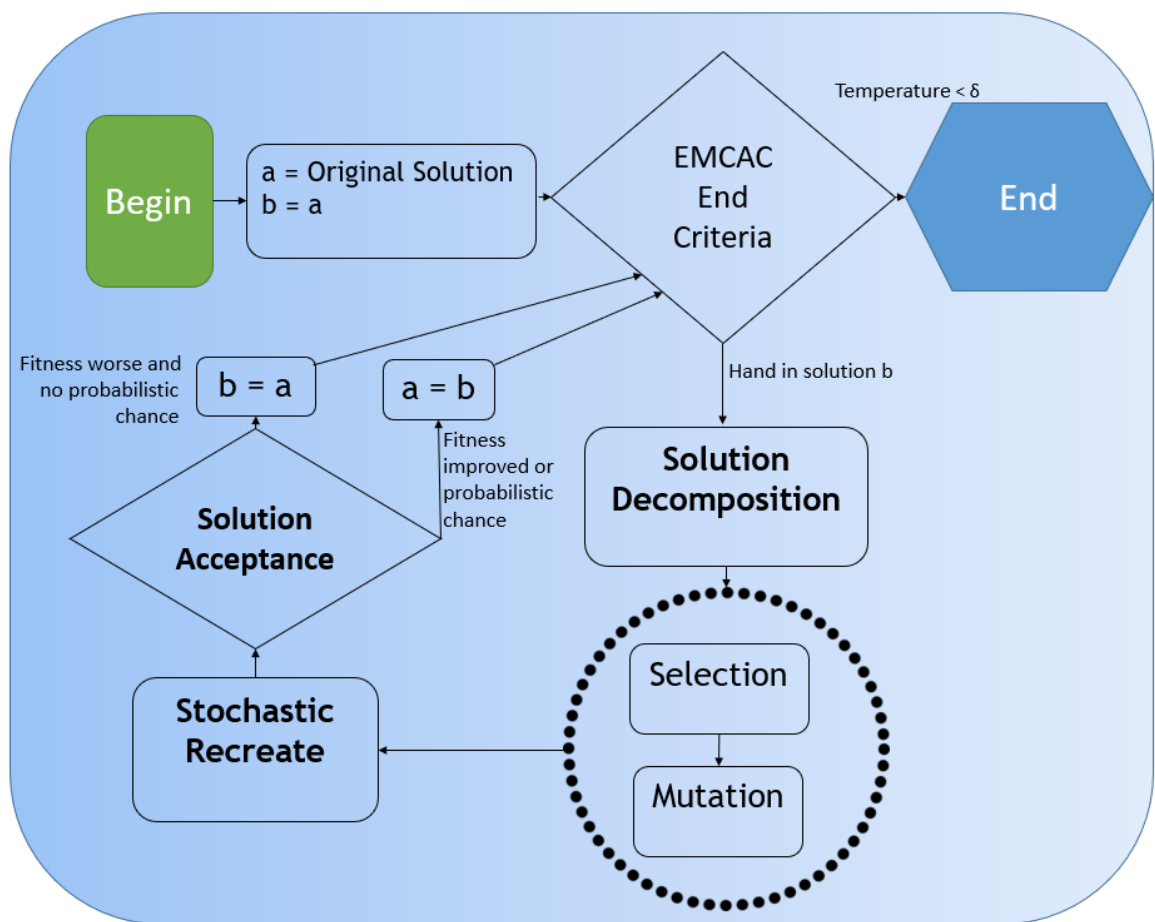 Begin
a = Original Solution
b = a
EMCAC
End
Criteria
Temperature < δ
End
Fitness worse and
no probabilistic
chance
b = a
a = b
Fitness
improved or
probabilistic
chance
Hand in solution b
Solution
Decomposition
Solution
Acceptance
Selection
Mutation
Stochastic
Recreate